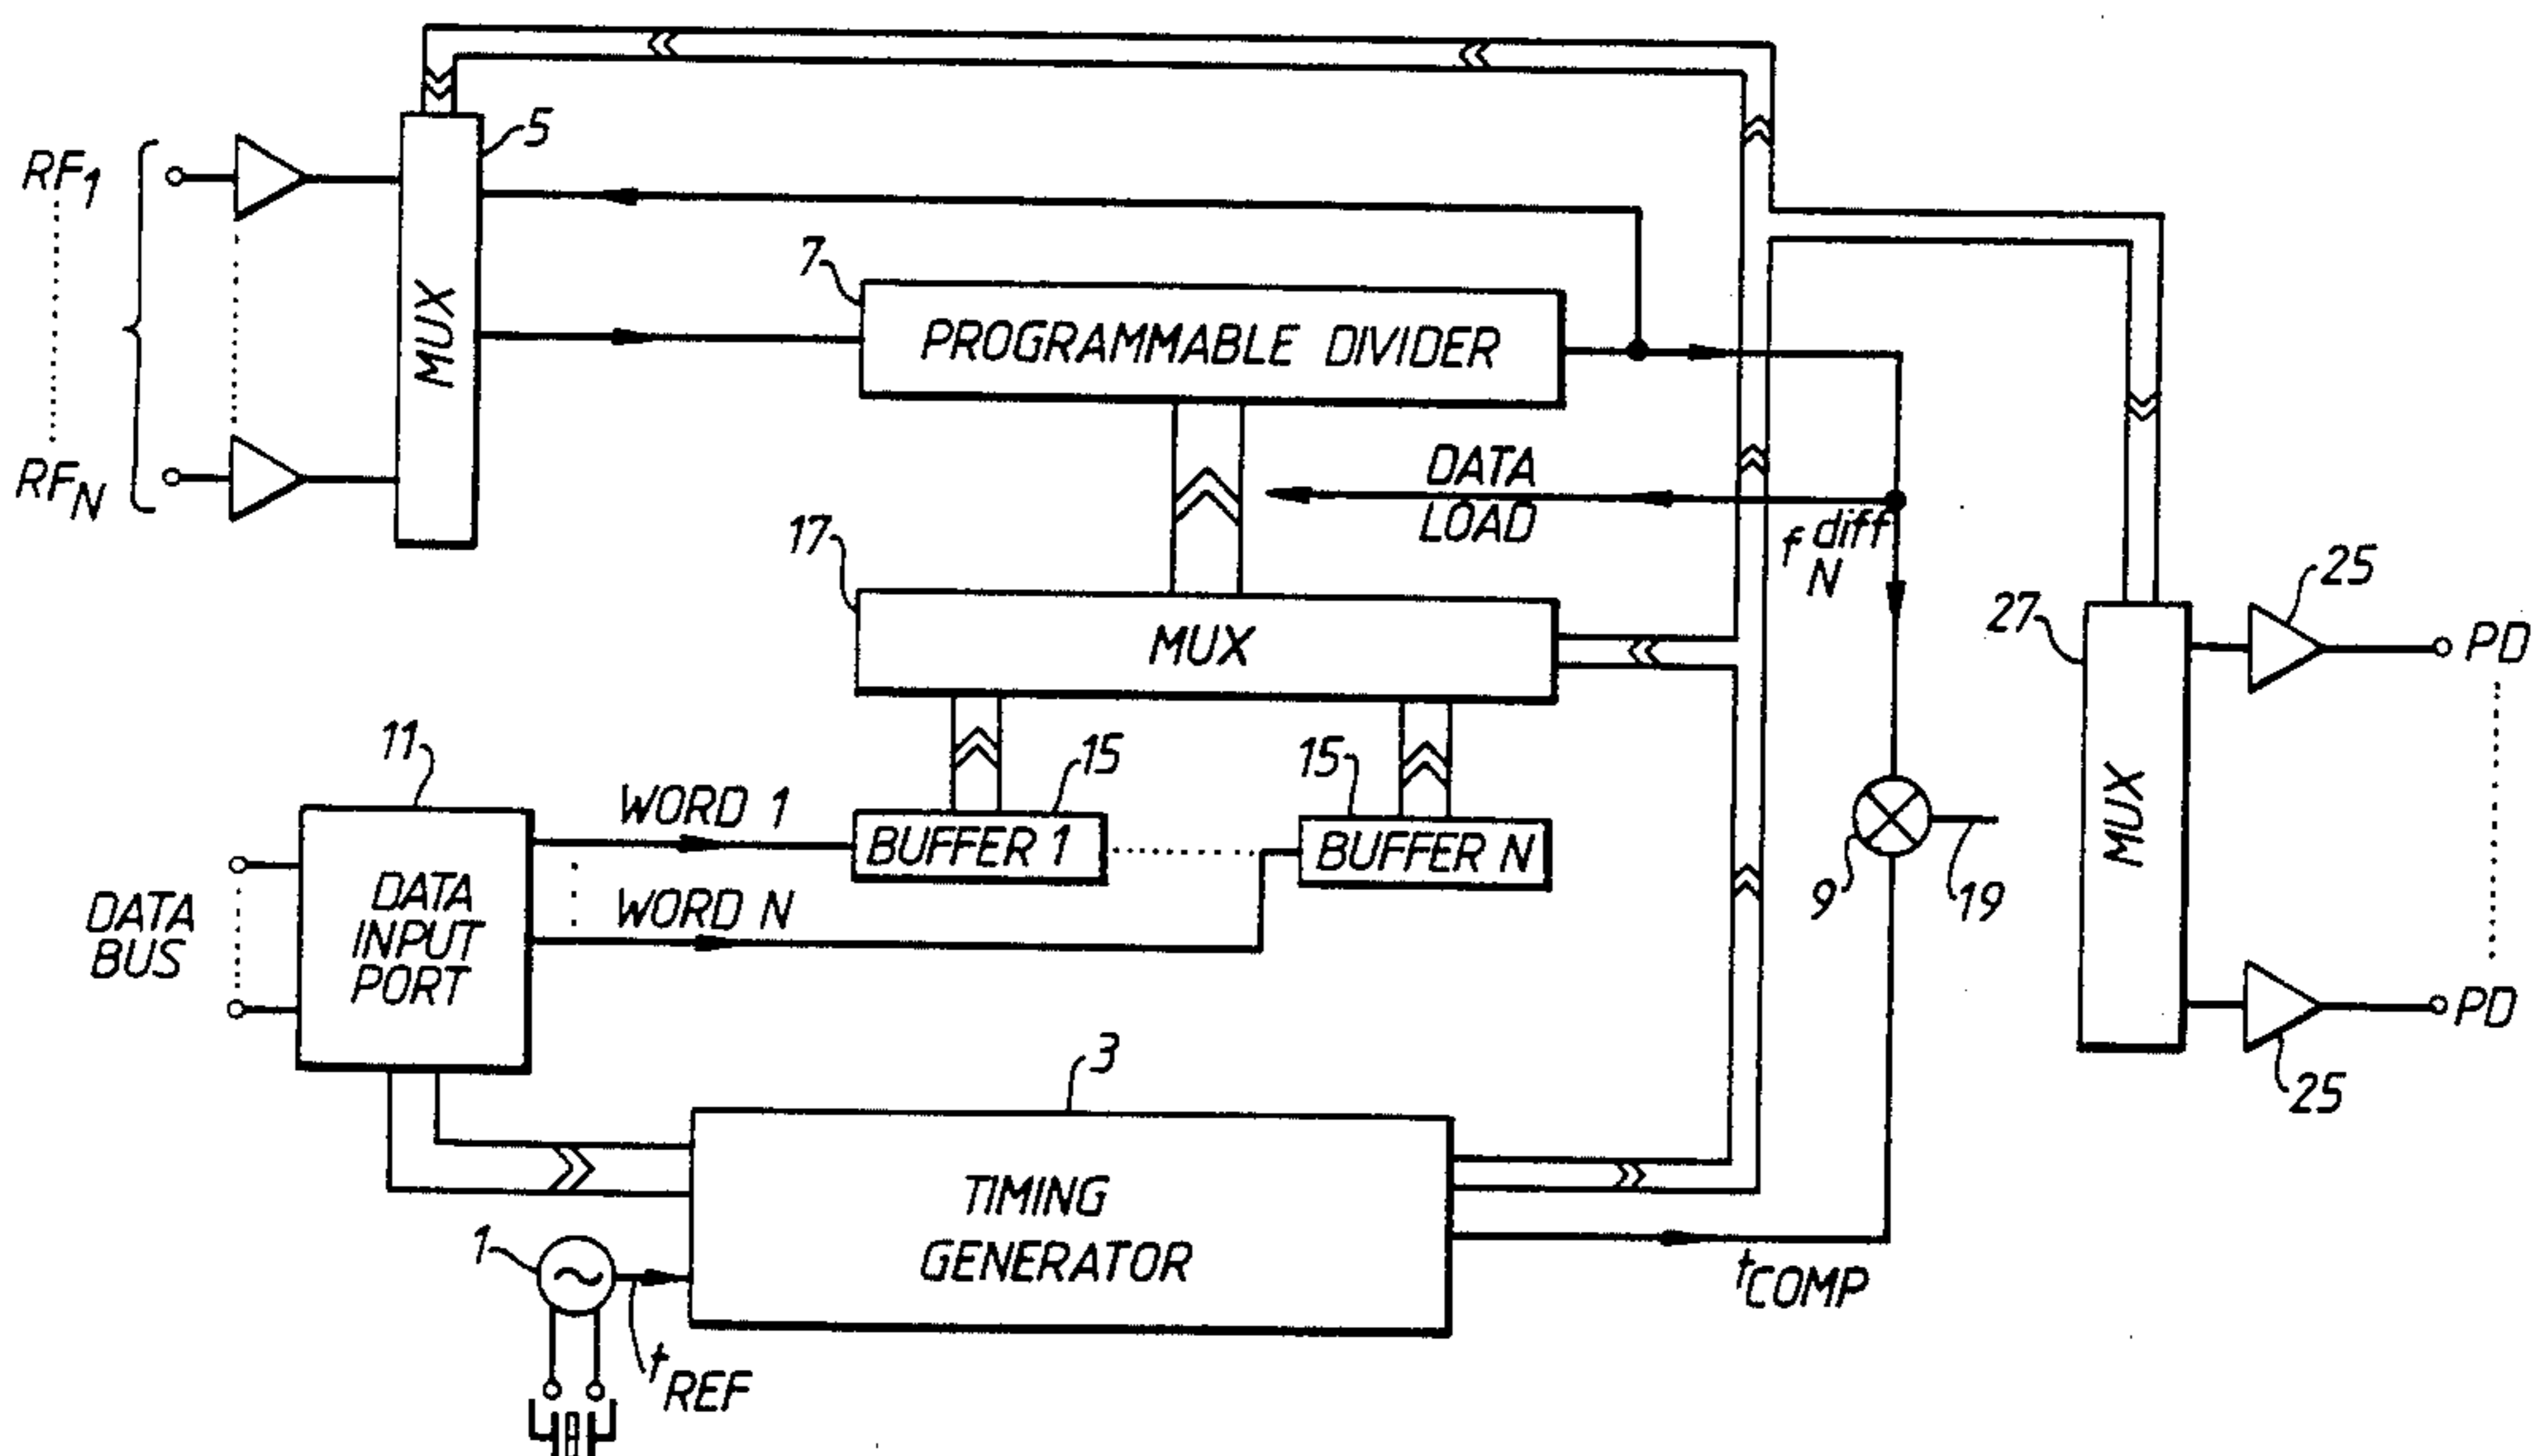 5
RF1
RFN
MUX
7
PROGRAMMABLE DIVIDER
DATA
LOAD
f diff N
17
MUX
25
27
PD
MUX
11
WORD 1
15
15
BUFFER 1
BUFFER N
DATA
BUS
DATA
INPUT
PORT
WORD N
9
19
PD
25
3
TIMING
GENERATOR
1
tREF
tCOMP